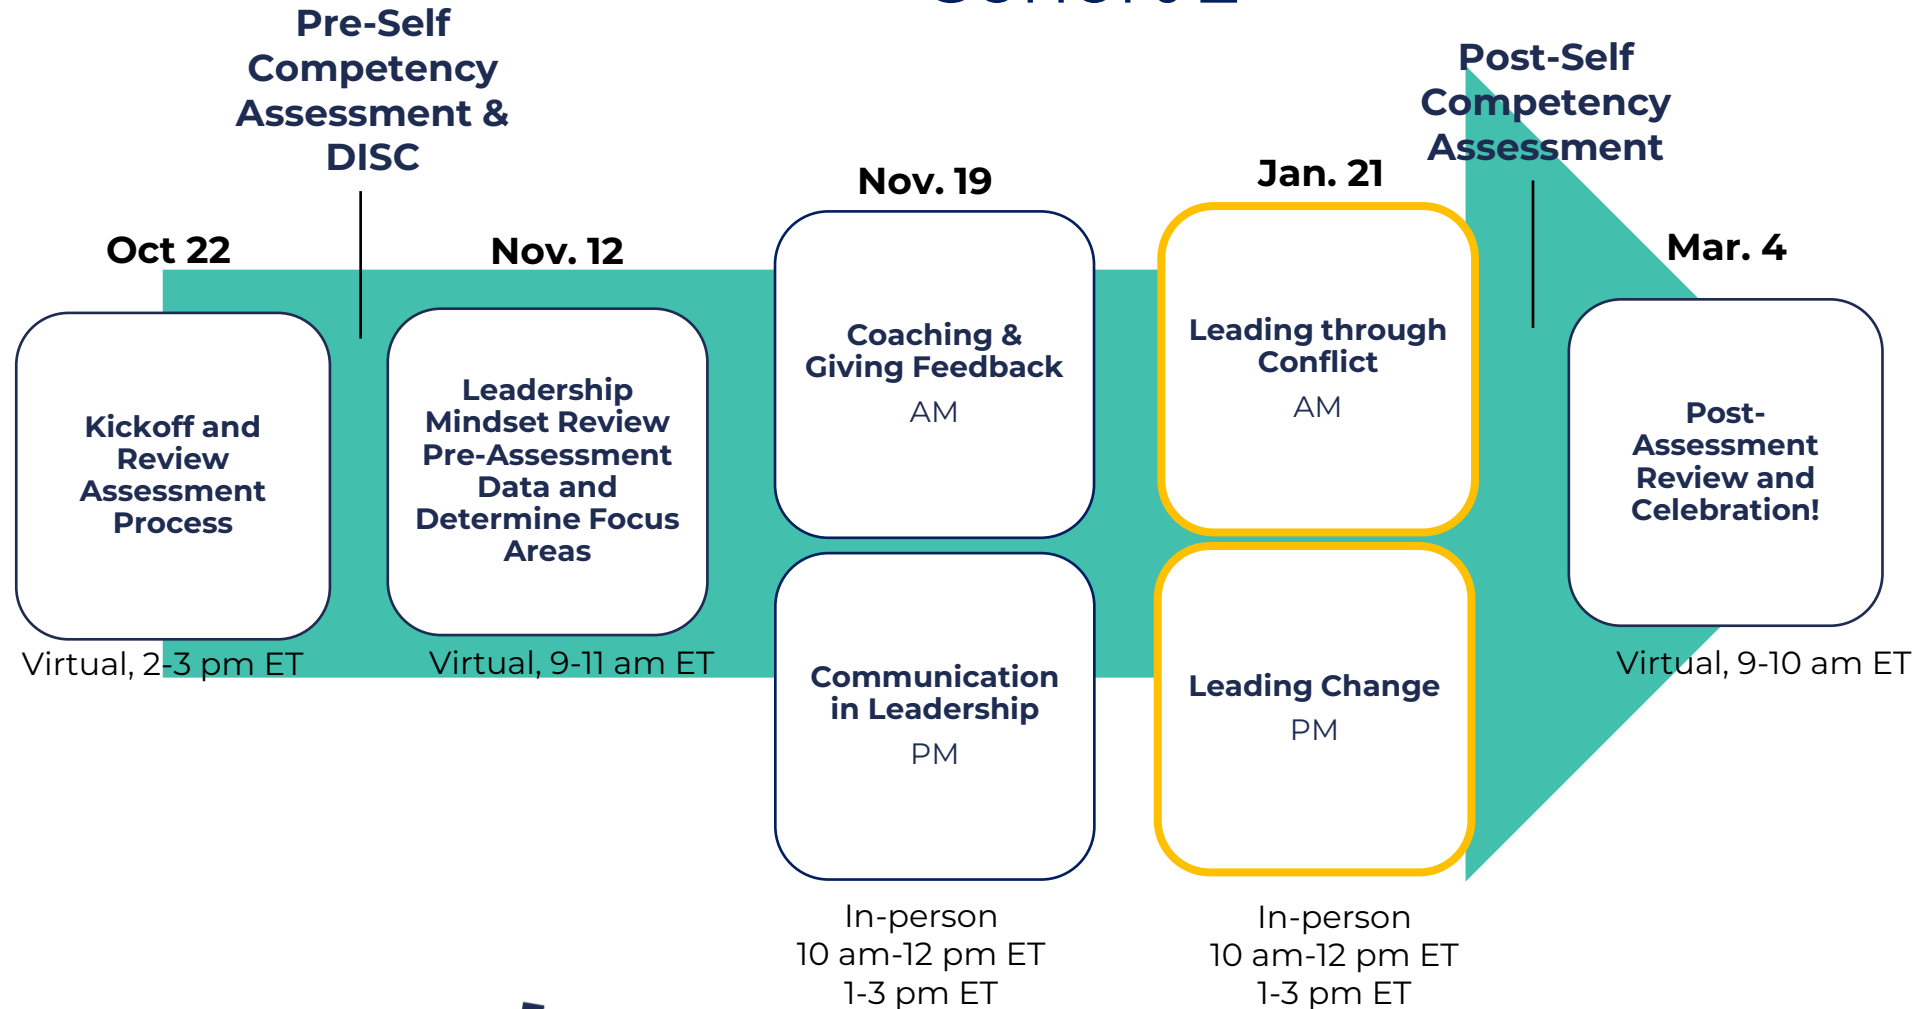 Cohort 2
Pre-Self
Competency
Assessment &
DISC
Post-Self
Competency
Assessment
Oct 22
Nov. 12
Nov. 19
Jan. 21
Mar. 4
Kickoff and
Review
Assessment
Process
Virtual, 2-3 pm ET
Leadership
Mindset Review
Pre-Assessment
Data and
Determine Focus
Areas
Virtual, 9-11 am ET
Coaching &
Giving Feedback
AM
Communication
in Leadership
PM
In-person
10 am-12 pm ET
1-3 pm ET
Leading through
Conflict
AM
Leading Change
PM
In-person
10 am-12 pm ET
1-3 pm ET
Post-
Assessment
Review and
Celebration!
Virtual, 9-10 am ET